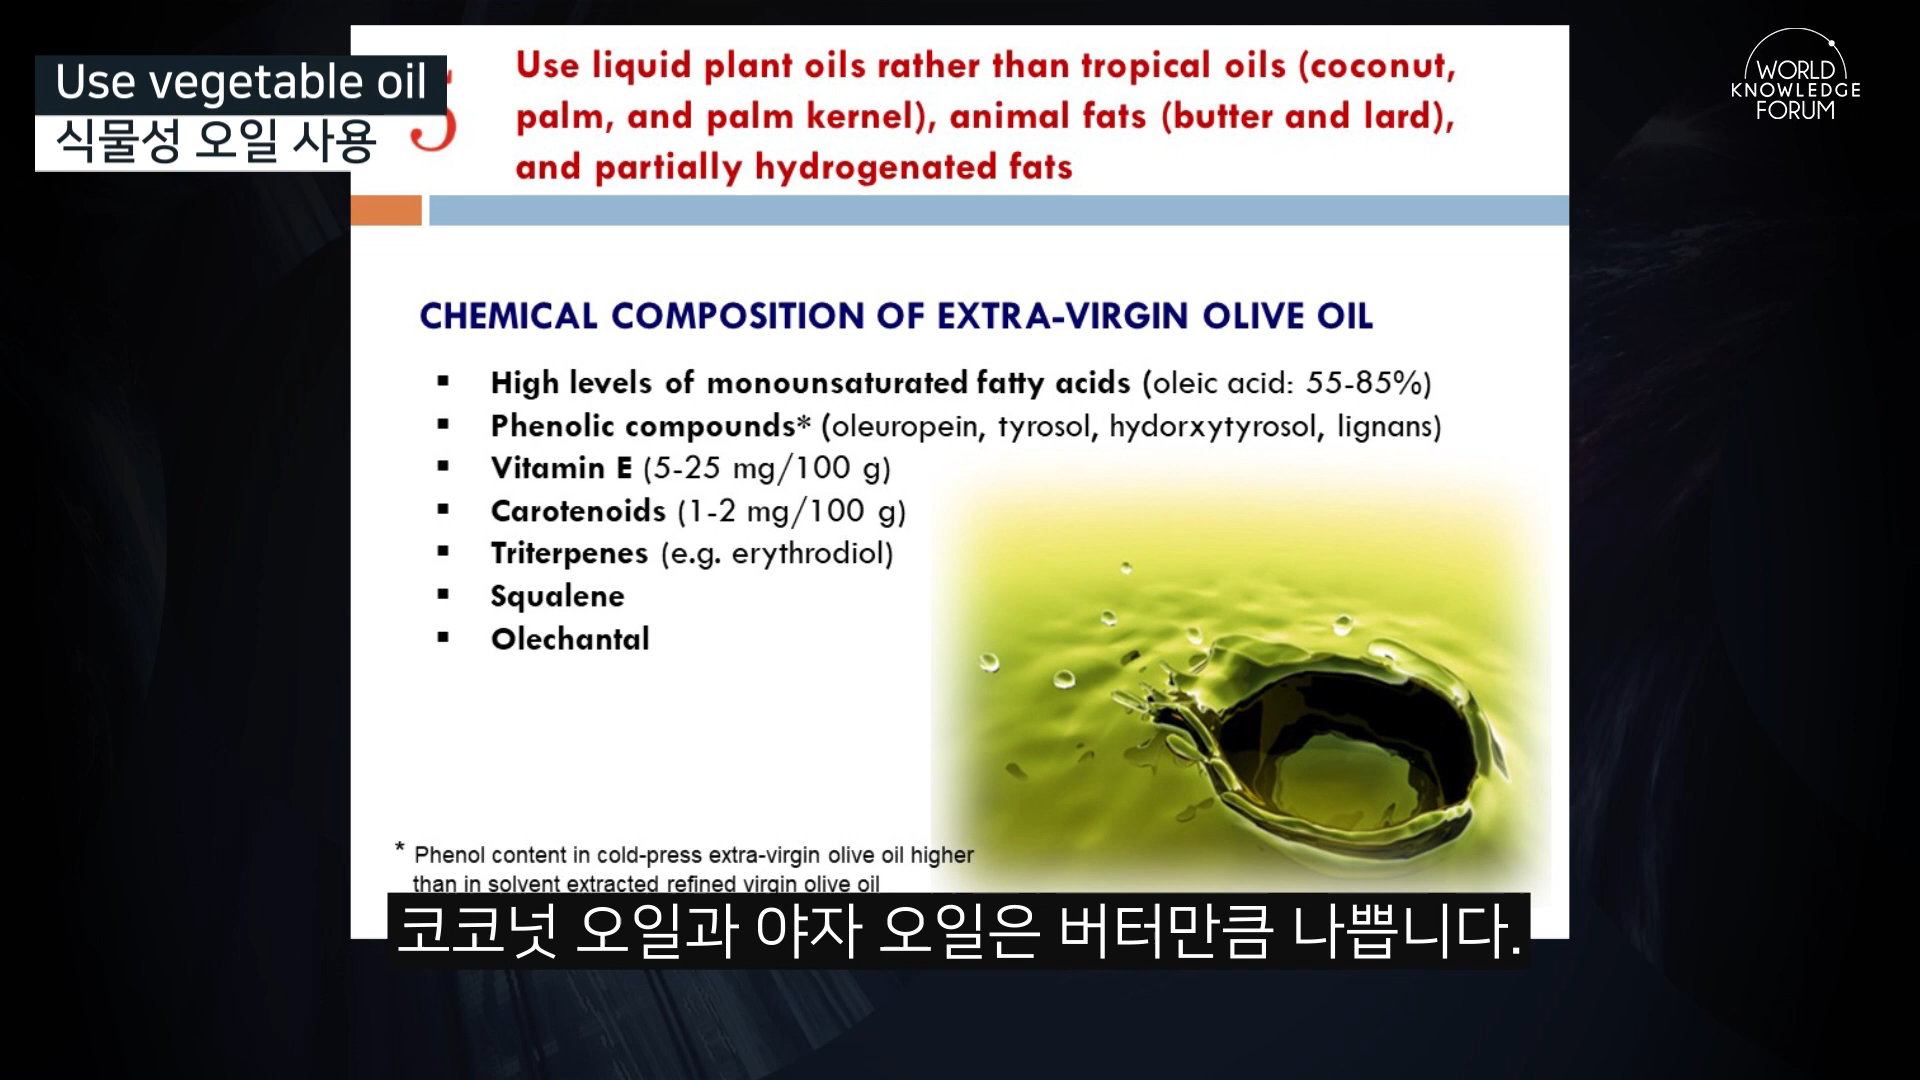 Use vegetable oil
식물성 오일 사용
WORLD
KNOWLEDGE
FORUM
5
Use liquid plant oils rather than tropical oils (coconut,
palm, and palm kernel), animal fats (butter and lard),
and partially hydrogenated fats
CHEMICAL COMPOSITION OF EXTRA-VIRGIN OLIVE OIL
▪ High levels of monounsaturated fatty acids (oleic acid: 55-85%)
▪ Phenolic compounds* (oleuropein, tyrosol, hydorxytyrosol, lignans)
▪ Vitamin E (5-25 mg/100 g)
▪ Carotenoids (1-2 mg/100 g)
▪ Triterpenes (e.g. erythrodiol)
▪ Squalene
▪ Olechantal
* Phenol content in cold-press extra-virgin olive oil higher
than in solvent extracted refined virgin olive oil
코코넛 오일과 야자 오일은 버터만큼 나쁩니다.